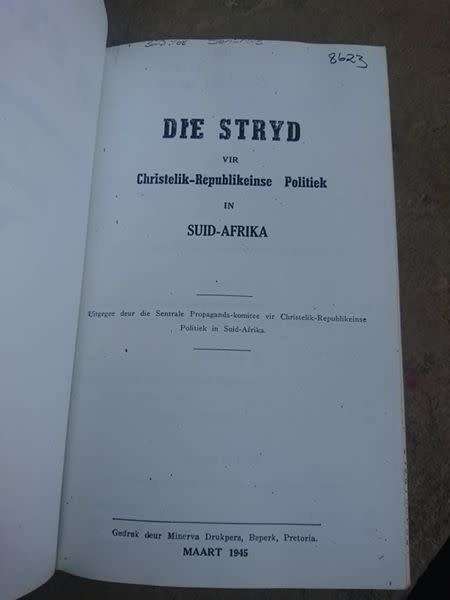 8623
DIE STRYD
VIR
Christelik-Republikeinse Politiek
IN
SUID-AFRIKA
Uitgegee deur die Sentrale Propaganda-komitee vir Christelik-Republikeinse
Politiek in Suid-Afrika.
Gedruk deur Minerva Drukpers, Beperk, Pretoria.
MAART 1945